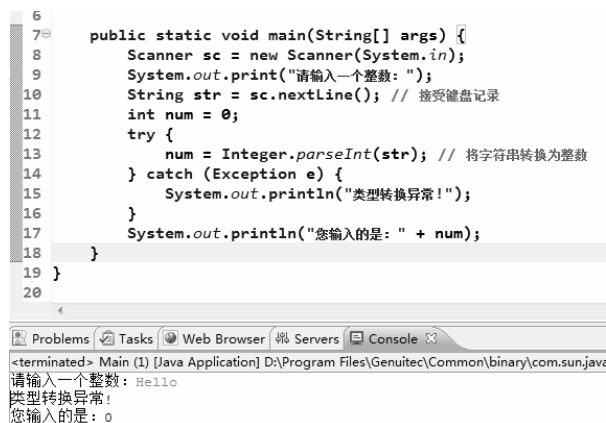 6
7 public static void main(String[] args) {
8 Scanner sc = new Scanner(System.in);
9 System.out.print("请输入一个整数：");
10 String str = sc.nextLine(); // 接受键盘记录
11 int num = 0;
12 try {
13 num = Integer.parseInt(str); // 将字符串转换为整数
14 } catch (Exception e) {
15 System.out.println("类型转换异常！");
16 }
17 System.out.println("您输入的是：" + num);
18 }
19 }
20
Problems Tasks Web Browser Servers Console
<terminated> Main (1) [Java Application] D:\Program Files\Genuitec\Common\binary\com.sun.java
请输入一个整数：Hello
类型转换异常！
您输入的是：0